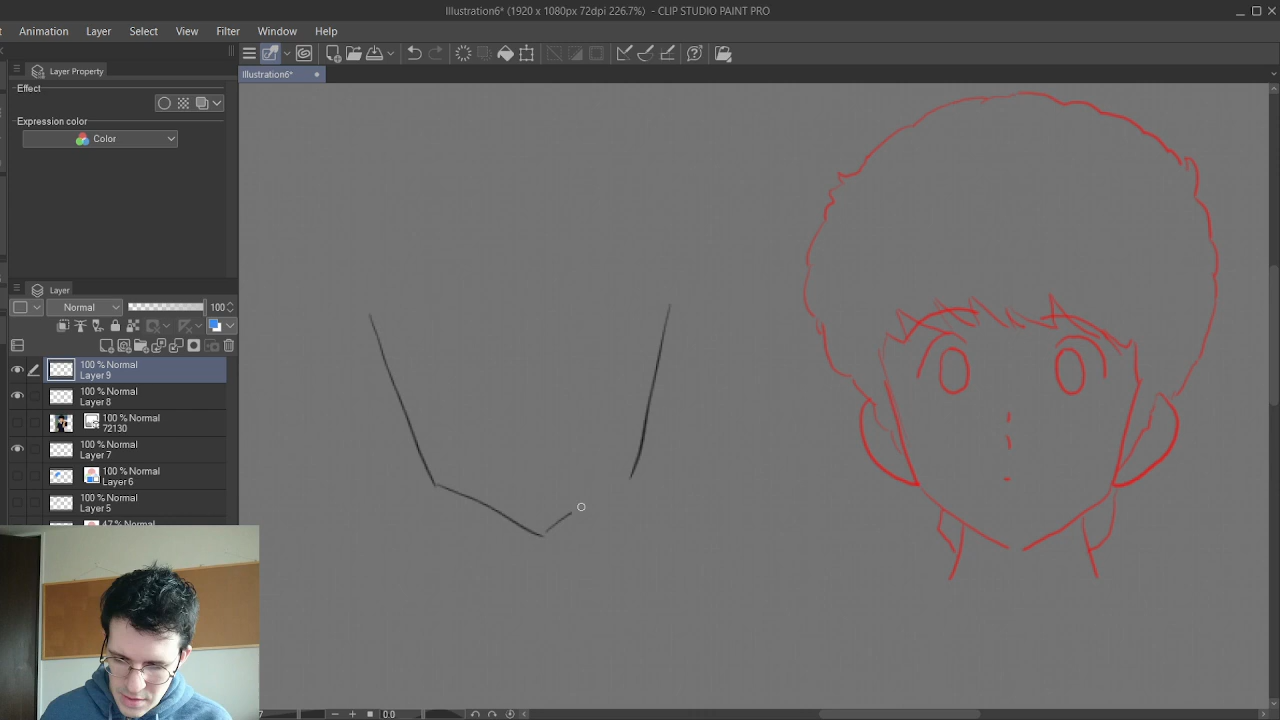 Illustration6* (1920 x 1080px 72dpi 226.7%) - CLIP STUDIO PAINT PRO
Animation Layer Select View Filter Window Help
Illustration6*
Layer Property
Effect
Expression color
Color
Layer
Normal 100
100 % Normal
Layer 9
100 % Normal
Layer 8
100 % Normal
72130
100 % Normal
Layer 7
100 % Normal
Layer 6
100 % Normal
Layer 5
47 % Normal
0.0